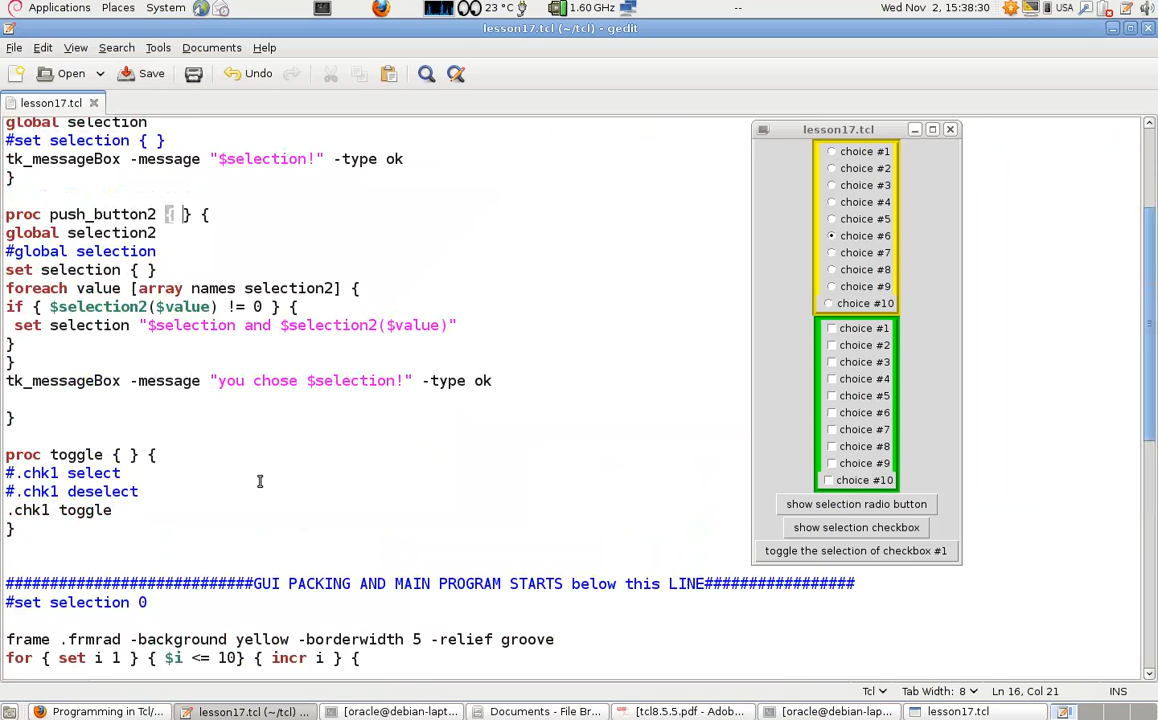 Applications Places System 23 °C 1.60 GHz -- Wed Nov 2, 15:38:30 USA
lesson17.tcl (~/tcl) - gedit
File Edit View Search Tools Documents Help
Open Save Undo
lesson17.tcl
global selection
#set selection { }
tk_messageBox -message "$selection!" -type ok
}
proc push_button2 { } {
global selection2
#global selection
set selection { }
foreach value [array names selection2] {
if { $selection2($value) != 0 } {
set selection "$selection and $selection2($value)"
}
}
tk_messageBox -message "you chose $selection!" -type ok
}
proc toggle { } {
#.chk1 select
#.chk1 deselect
.chk1 toggle
}
###########################GUI PACKING AND MAIN PROGRAM STARTS below this LINE#################
#set selection 0
frame .frmrad -background yellow -borderwidth 5 -relief groove
for { set i 1 } { $i <= 10} { incr i } {
lesson17.tcl
choice #1
choice #2
choice #3
choice #4
choice #5
choice #6
choice #7
choice #8
choice #9
choice #10
choice #1
choice #2
choice #3
choice #4
choice #5
choice #6
choice #7
choice #8
choice #9
choice #10
show selection radio button
show selection checkbox
toggle the selection of checkbox #1
Tcl Tab Width: 8 Ln 16, Col 21 INS
Programming in Tcl/... lesson17.tcl (~/tcl) ... [oracle@debian-lapt... Documents - File Br... [tcl8.5.5.pdf - Adob... [oracle@debian-lap... lesson17.tcl